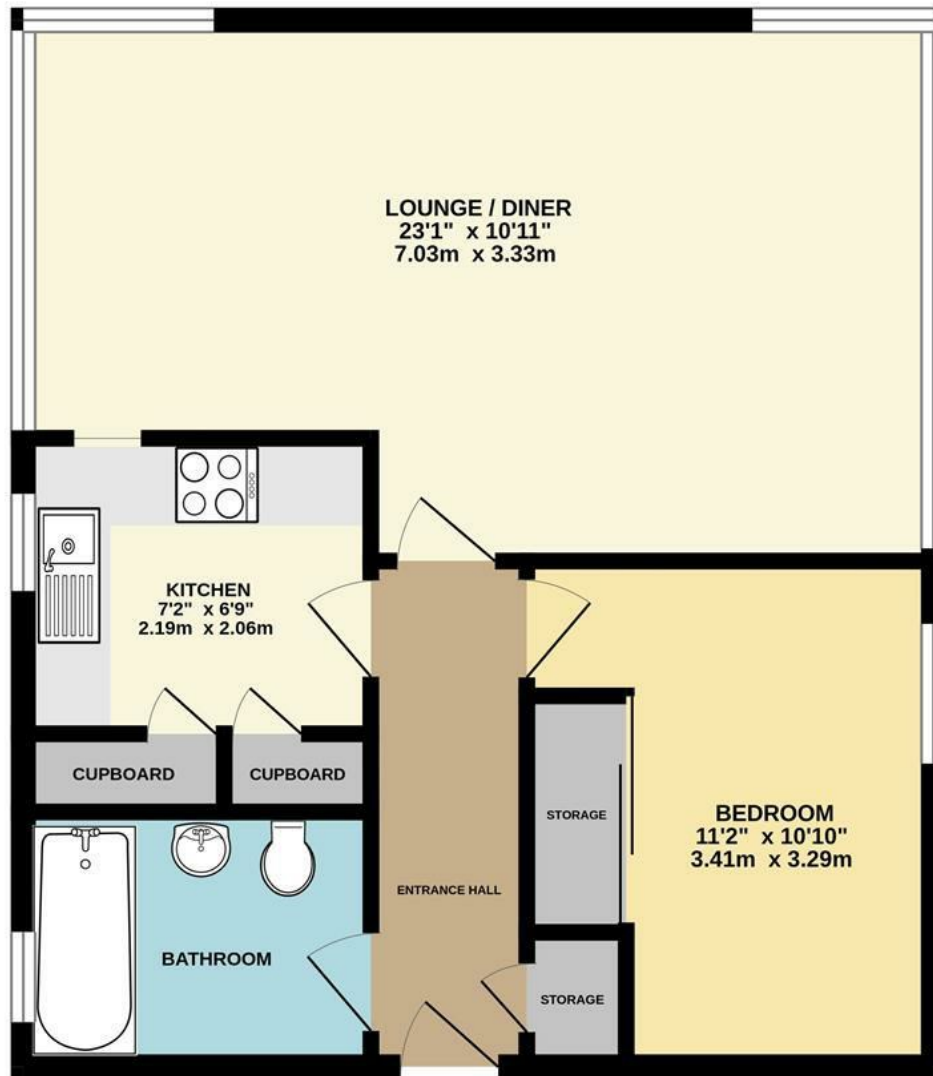 LOUNGE / DINER
23'1" x 10'11"
7.03m x 3.33m
KITCHEN
7'2" x 6'9"
2.19m x 2.06m
CUPBOARD
CUPBOARD
STORAGE
BEDROOM
11'2" x 10'10"
3.41m x 3.29m
ENTRANCE HALL
BATHROOM
STORAGE